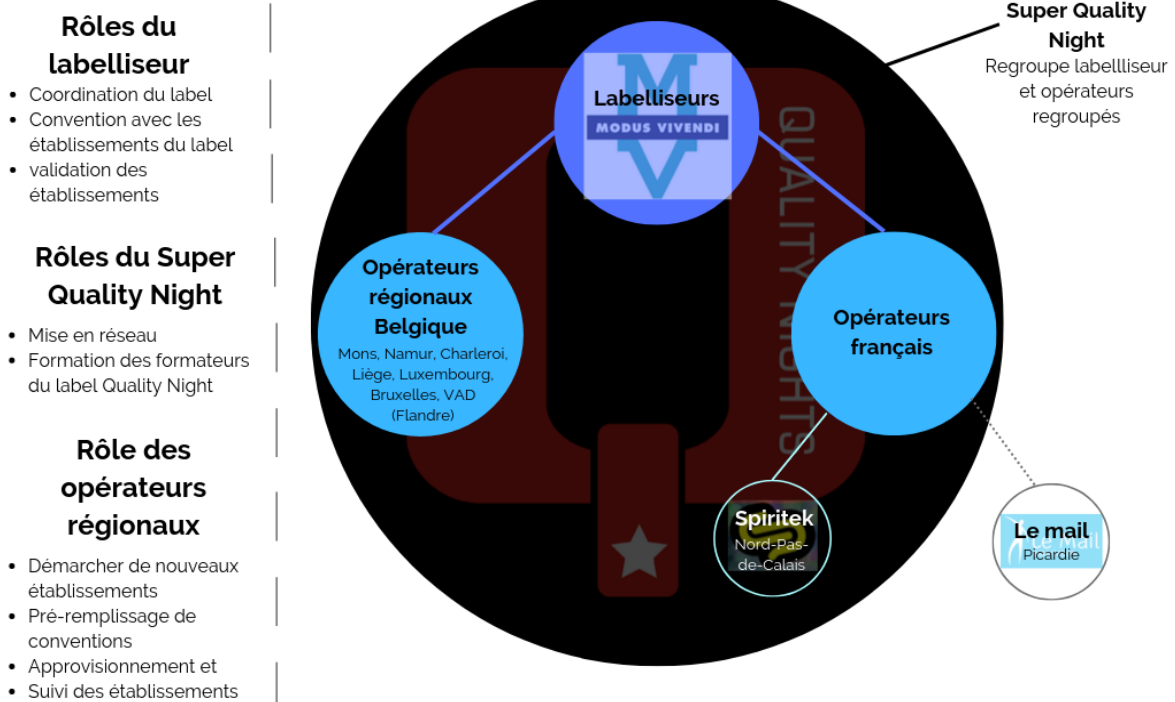 Rôles du
labelliseur
• Coordination du label
• Convention avec les
établissements du label
• validation des
établissements
Rôles du Super
Quality Night
• Mise en réseau
• Formation des formateurs
du label Quality Night
Rôle des
opérateurs
régionaux
• Démarcher de nouveaux
établissements
• Pré-remplissage de
conventions
• Approvisionnement et
• Suivi des établissements
Super Quality
Night
Regroupe labellliseur
et opérateurs
regroupés
M
Labelliseurs
MODUS VIVENDI
V
QUALITY NIGHTS
Opérateurs
régionaux
Belgique
Mons, Namur, Charleroi,
Liège, Luxembourg,
Bruxelles, VAD
(Flandre)
Opérateurs
français
Spiritek
Nord-Pas-
de-Calais
Le mail
Le Mail
Picardie